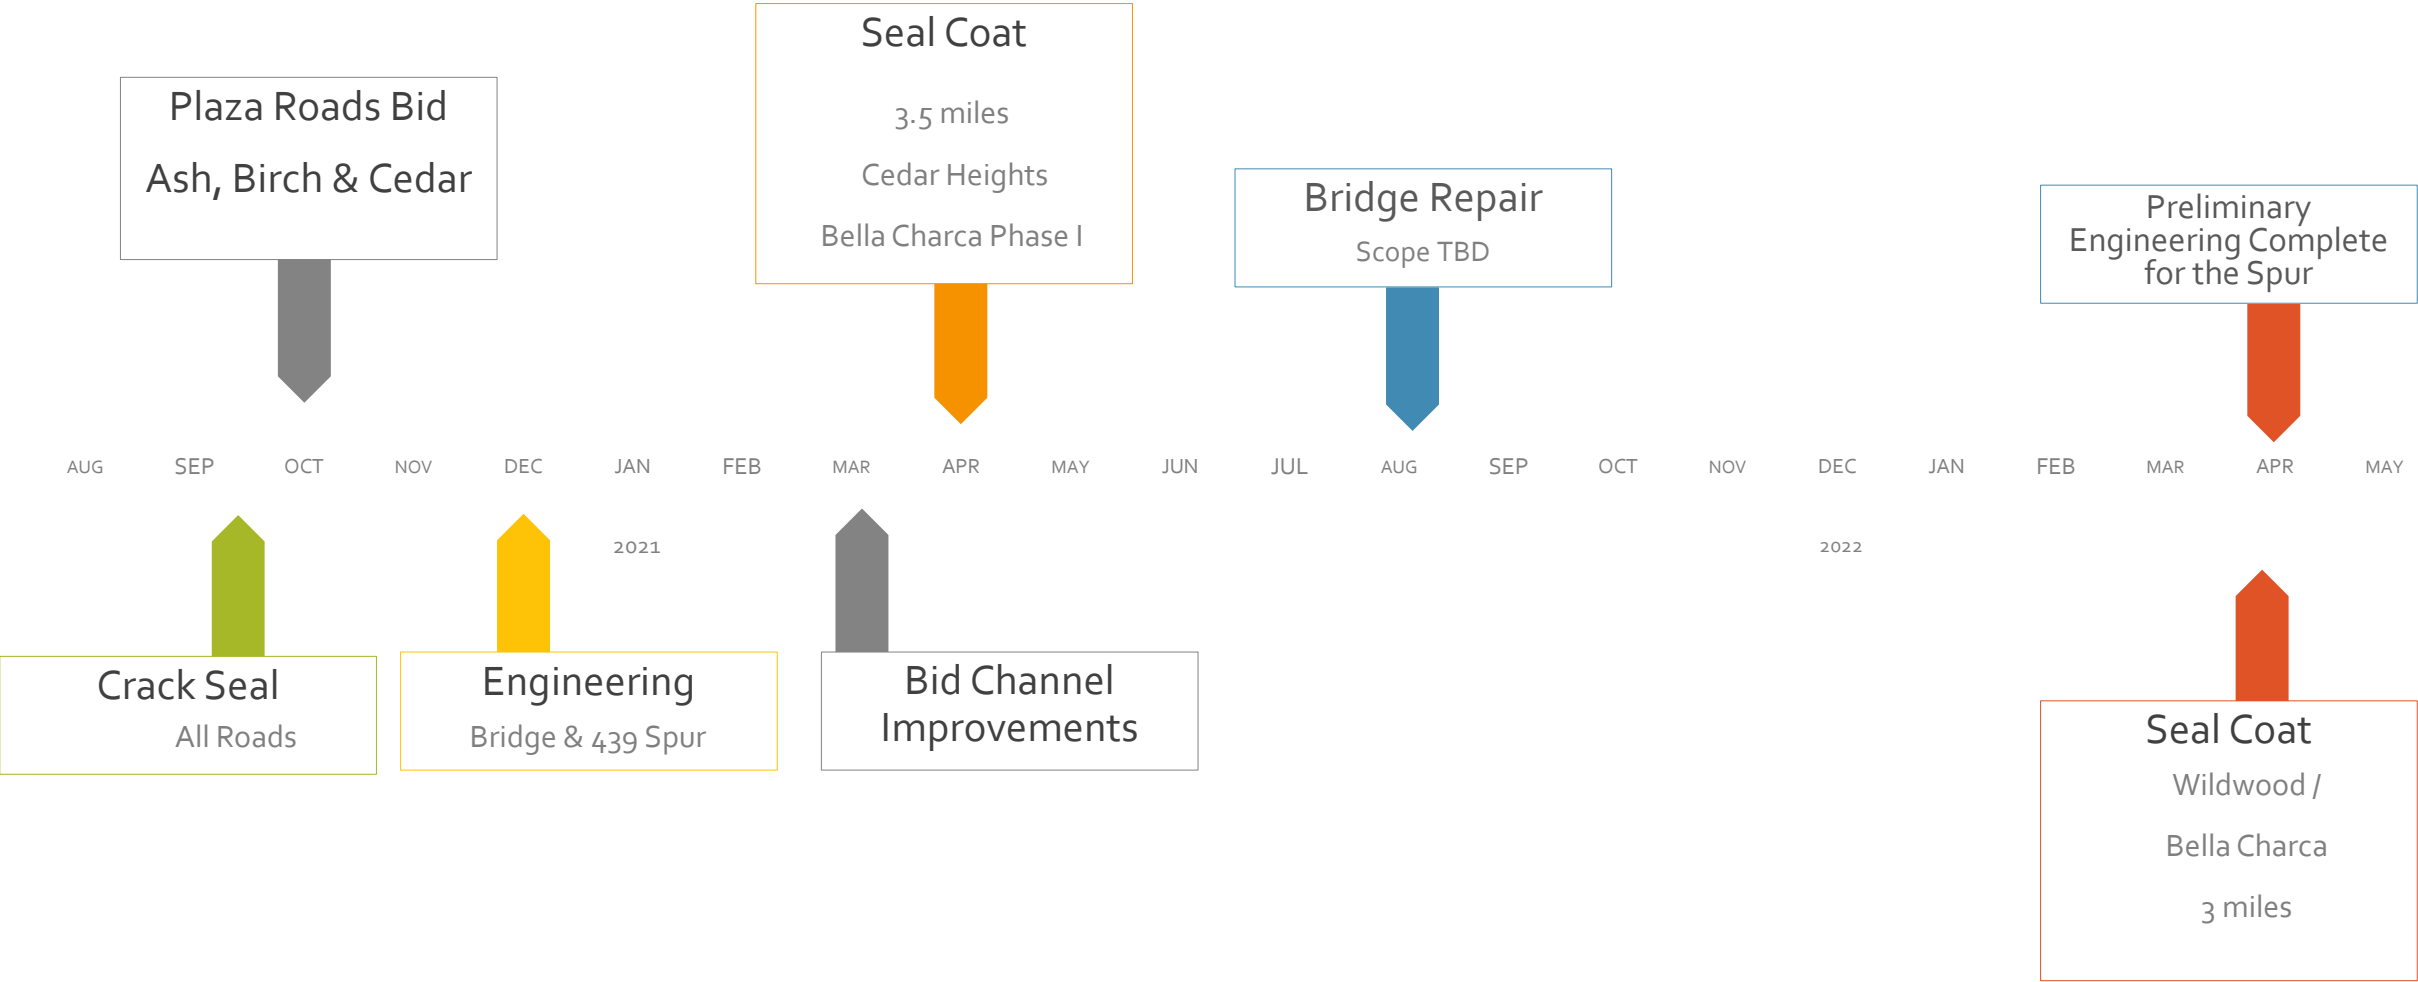 Seal Coat
3.5 miles
Cedar Heights
Bella Charca Phase I
Plaza Roads Bid
Ash, Birch & Cedar
Bridge Repair
Scope TBD
Preliminary
Engineering Complete
for the Spur
AUG SEP OCT NOV DEC JAN FEB MAR APR MAY JUN JUL AUG SEP OCT NOV DEC JAN FEB MAR APR MAY
2021 2022
Crack Seal
All Roads
Engineering
Bridge & 439 Spur
Bid Channel
Improvements
Seal Coat
Wildwood /
Bella Charca
3 miles